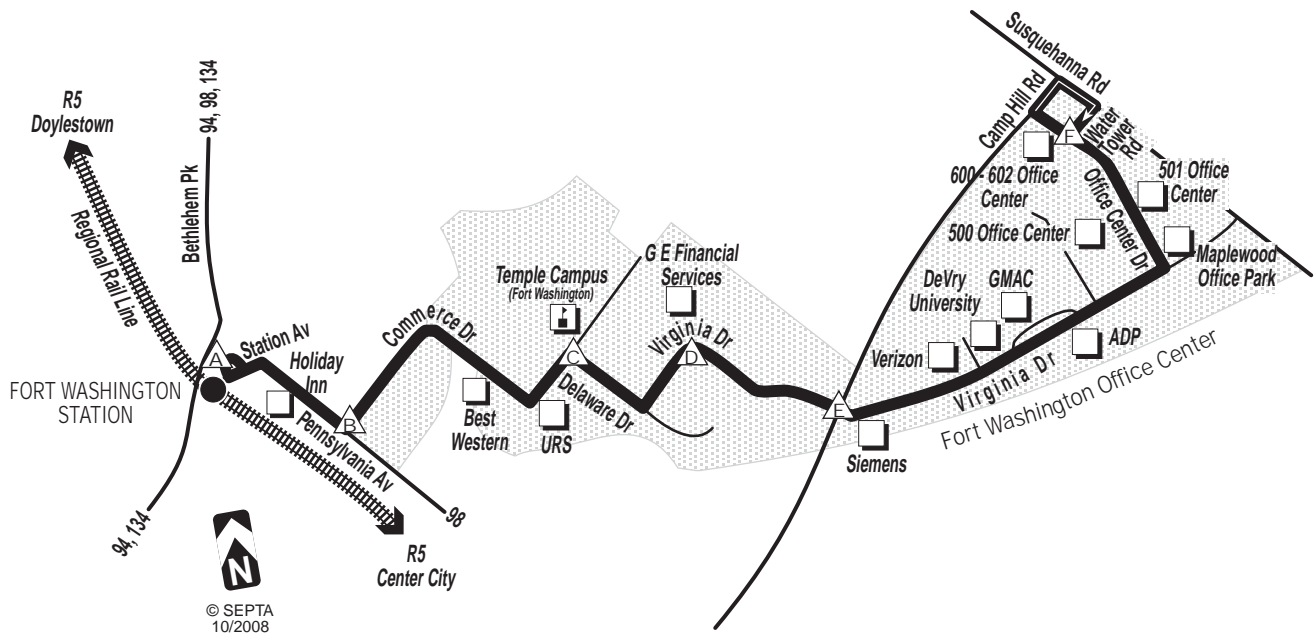 Susquehanna Rd
Camp Hill Rd
F
Water
Tower
Rd
94, 98, 134
R5
Doylestown
Bethlehem Pk
Regional Rail Line
600 - 602 Office
Center
501 Office
Center
Office Center Dr
500 Office Center
Maplewood
Office Park
G E Financial
Services
Temple Campus
(Fort Washington)
DeVry
University
GMAC
Commerce Dr
Virginia Dr
A
Station Av
Holiday
Inn
C
D
Verizon
ADP
Virginia Dr
Fort Washington Office Center
FORT WASHINGTON
STATION
B
Pennsylvania Av
Best
Western
URS
Delaware Dr
E
Siemens
94, 134
98
R5
Center City
N
© SEPTA
10/2008